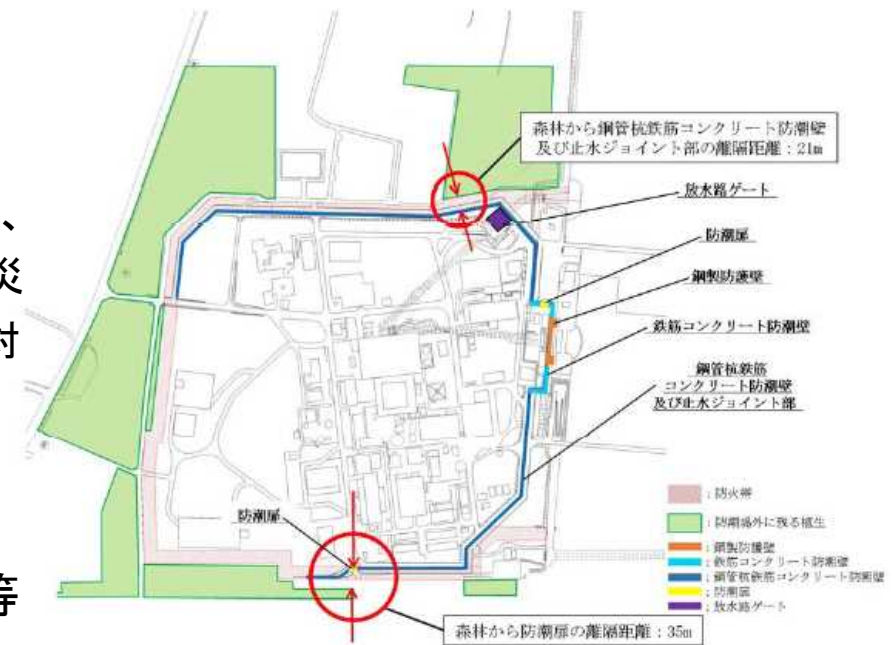 、
災
対
等
森林から鋼管杭鉄筋コンクリート防潮壁
及び止水ジョイント部の離隔距離：21m
放水路ゲート
防潮扉
鋼製防護壁
鉄筋コンクリート防潮壁
鋼管杭鉄筋
コンクリート防潮壁
及び止水ジョイント部
防潮扉
：防火帯
：防潮堤外に残る植生
：鋼製防護壁
：鉄筋コンクリート防潮壁
：鋼管杭鉄筋コンクリート防潮壁
：防潮扉
：放水路ゲート
森林から防潮扉の離隔距離：35m